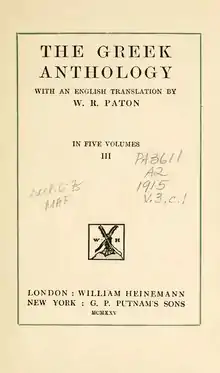 THE GREEK
ANTHOLOGY
WITH AN ENGLISH TRANSLATION BY
W. R. PATON
IN FIVE VOLUMES
III
PA3611
A2
1915
V.3.c.1
MAF
W H
LONDON : WILLIAM HEINEMANN
NEW YORK : G. P. PUTNAM'S SONS
MCMXXV